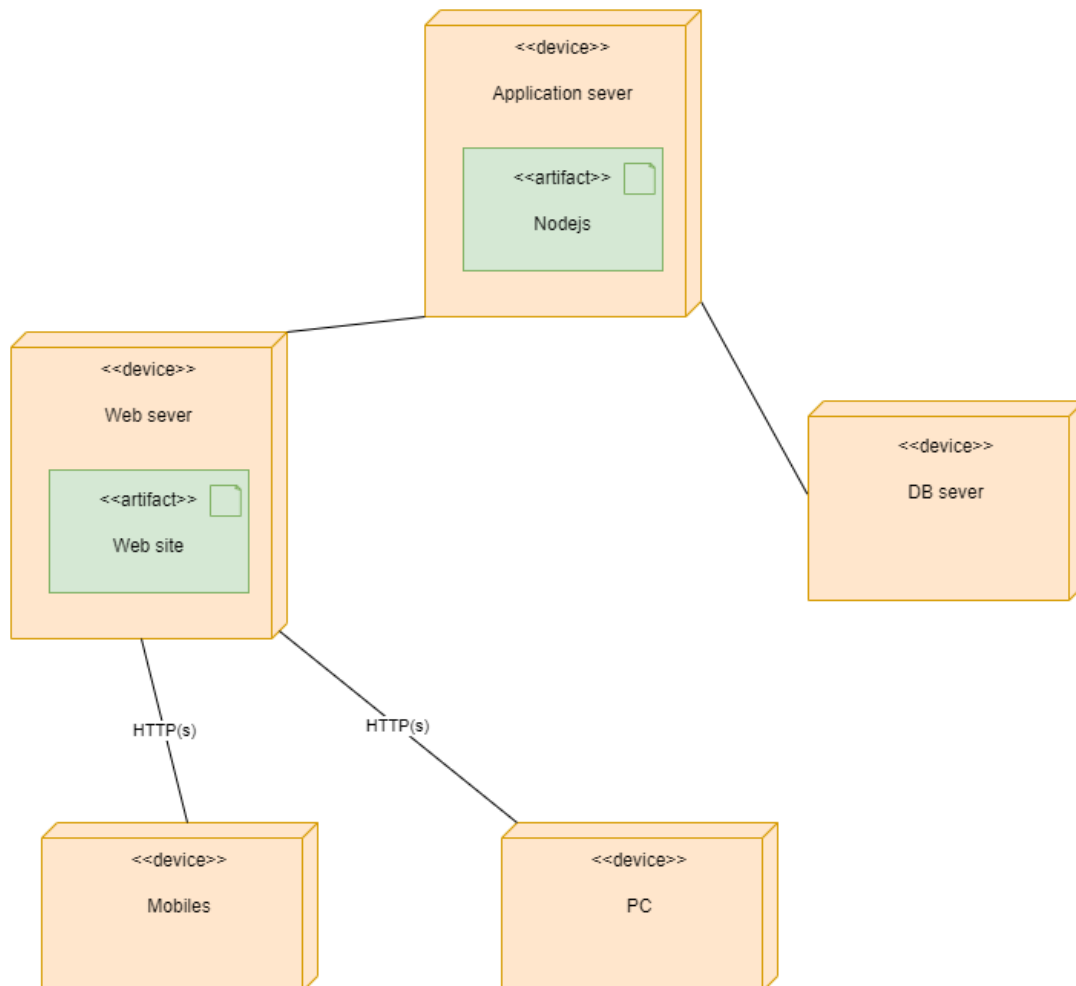 <<device>>
Application sever
<<artifact>>
Nodejs
<<device>>
Web sever
<<artifact>>
Web site
<<device>>
DB sever
HTTP(s)
HTTP(s)
<<device>>
Mobiles
<<device>>
PC